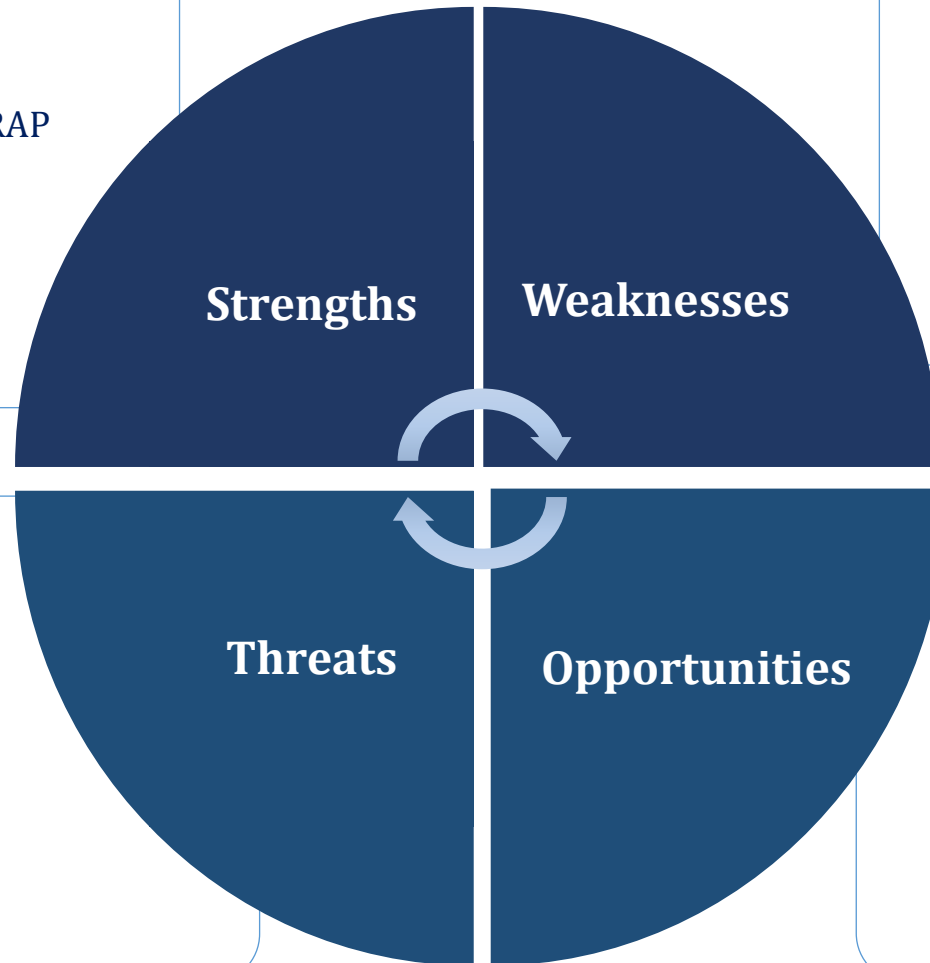 RAP
Strengths
Weaknesses
Threats
Opportunities